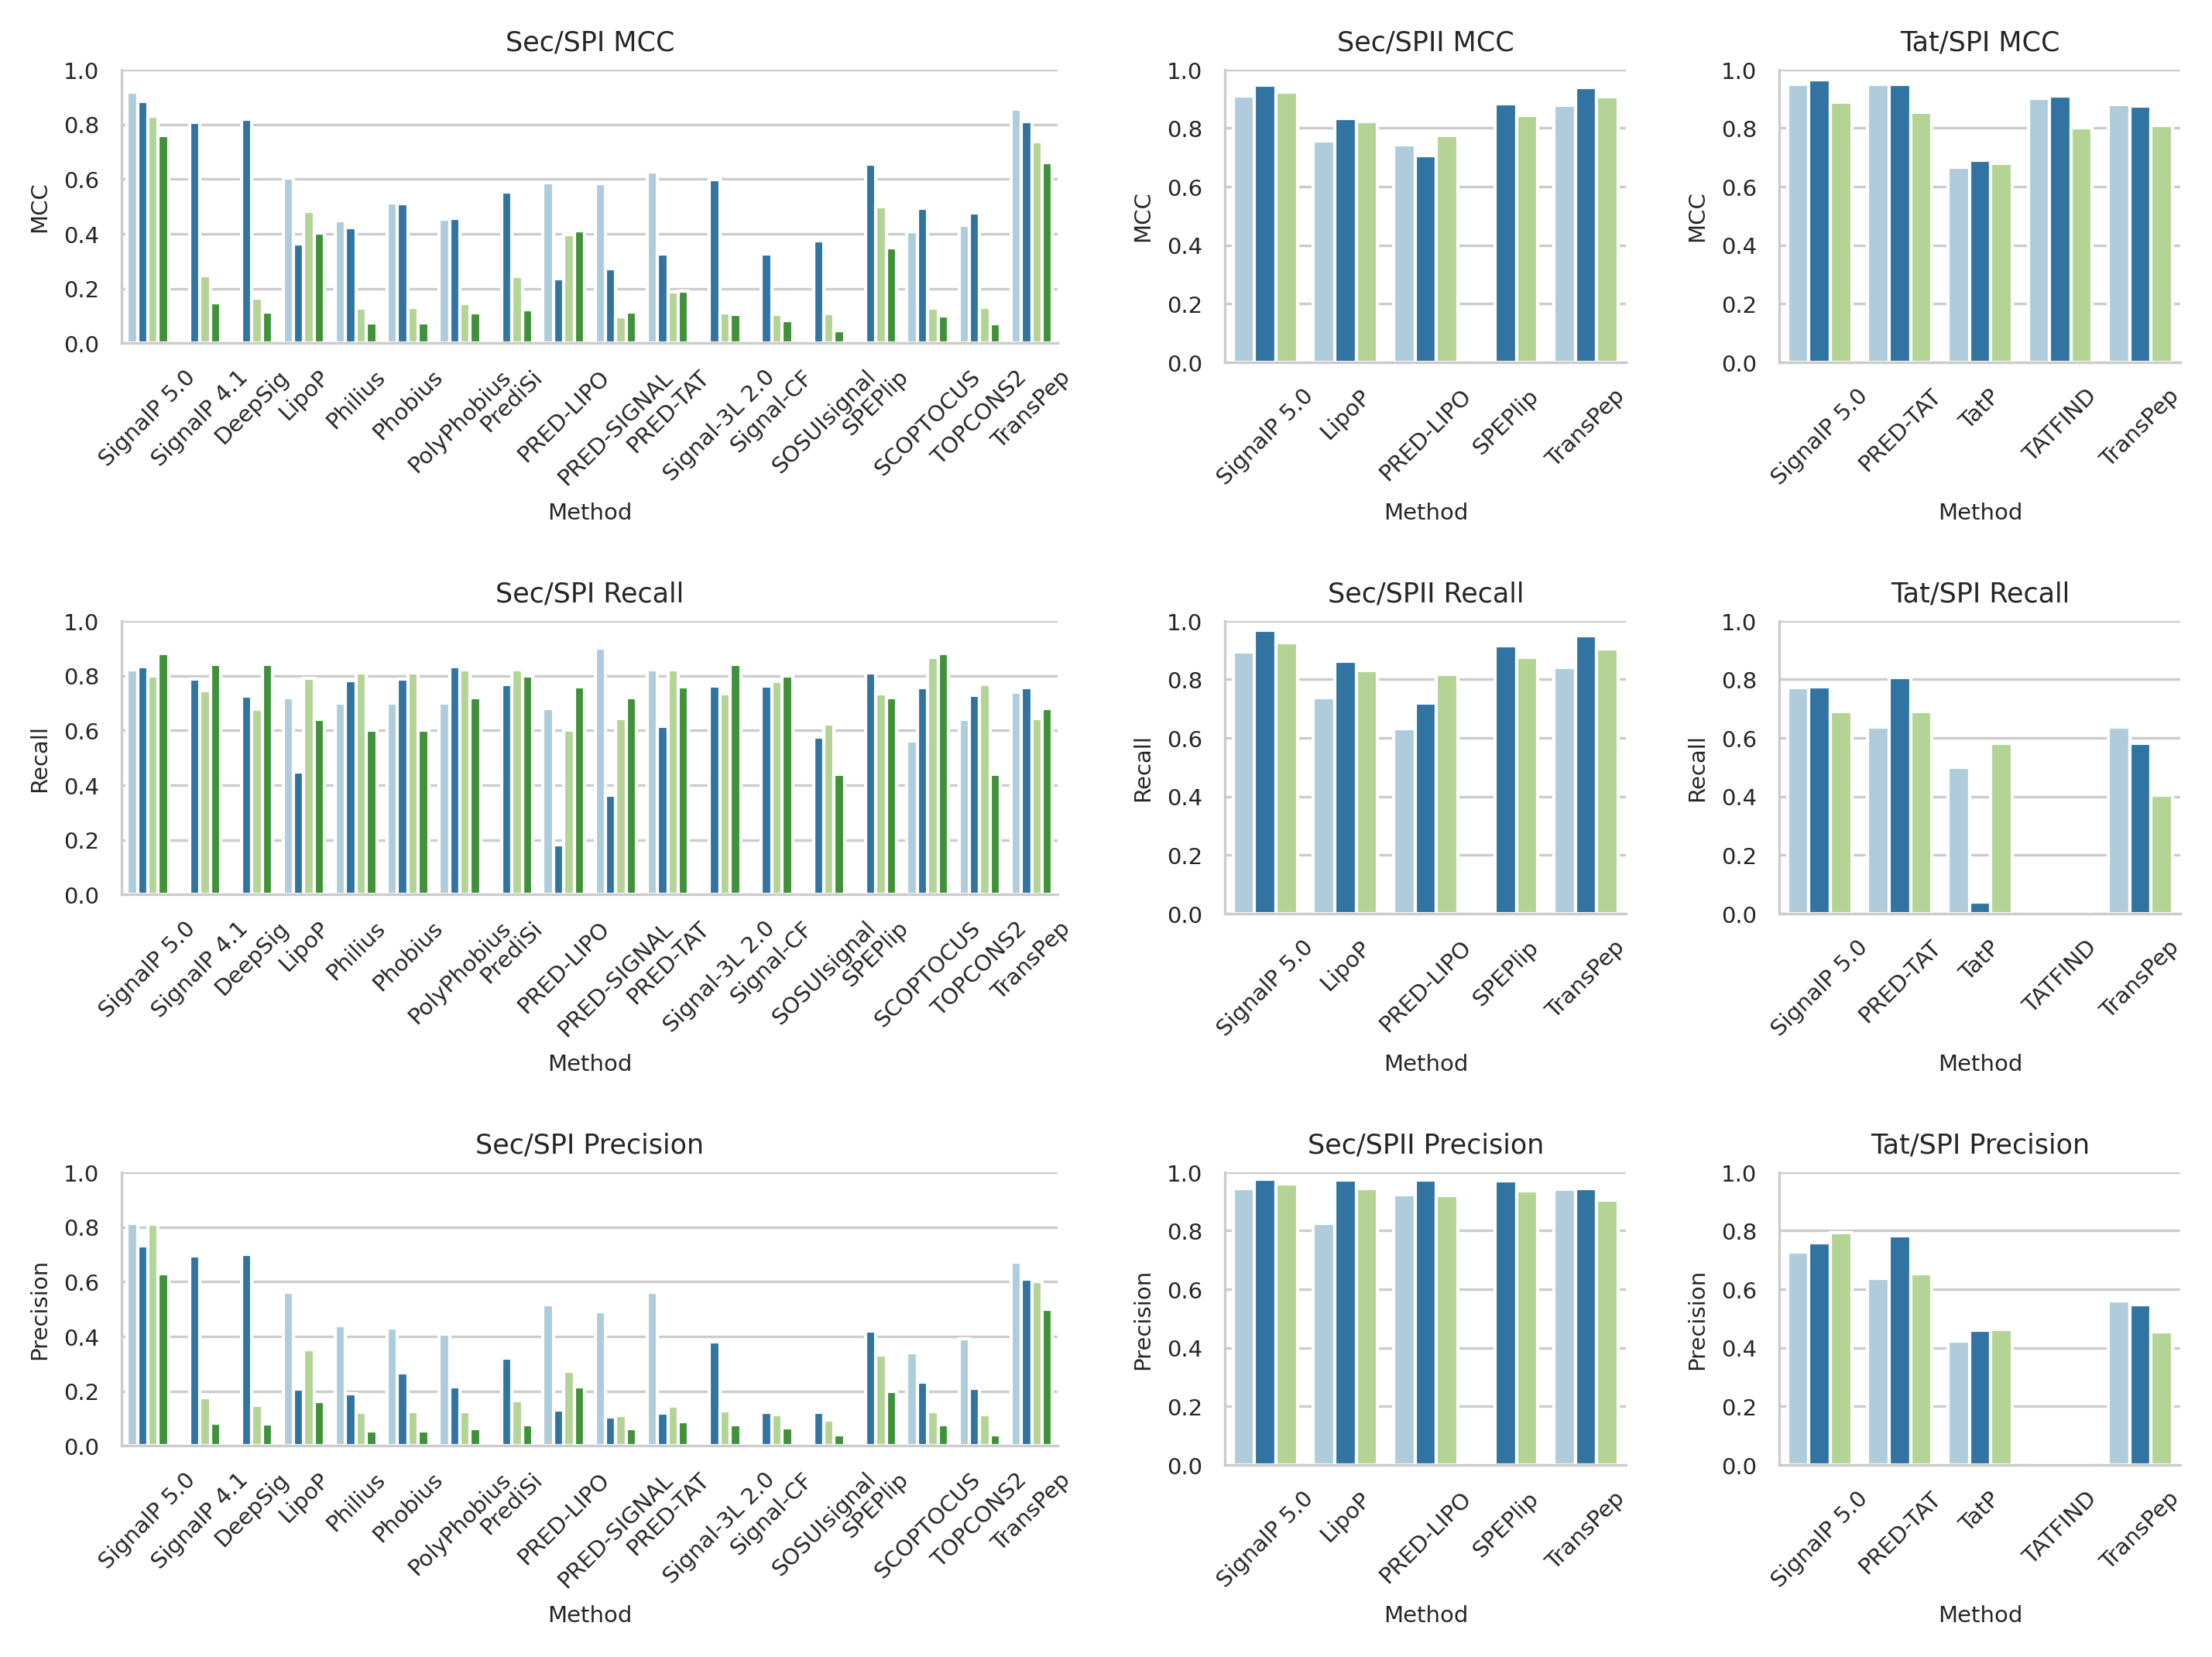 Sec/SPI MCC
1.0
0.8
0.6
0.4
0.2
0.0
MCC
SignalP 5.0
SignalP 4.1
DeepSig
LipoP
Philius
Phobius
PolyPhobius
PrediSi
PRED-LIPO
PRED-SIGNAL
PRED-TAT
Signal-3L 2.0
Signal-CF
SOSUIsignal
SPEPlip
SCOPTOCUS
TOPCONS2
TransPep
Method
Sec/SPII MCC
1.0
0.8
0.6
0.4
0.2
0.0
MCC
SignalP 5.0
LipoP
PRED-LIPO
SPEPlip
TransPep
Method
Tat/SPI MCC
1.0
0.8
0.6
0.4
0.2
0.0
MCC
SignalP 5.0
PRED-TAT
TatP
TATFIND
TransPep
Method
Sec/SPI Recall
1.0
0.8
0.6
0.4
0.2
0.0
Recall
SignalP 5.0
SignalP 4.1
DeepSig
LipoP
Philius
Phobius
PolyPhobius
PrediSi
PRED-LIPO
PRED-SIGNAL
PRED-TAT
Signal-3L 2.0
Signal-CF
SOSUIsignal
SPEPlip
SCOPTOCUS
TOPCONS2
TransPep
Method
Sec/SPII Recall
1.0
0.8
0.6
0.4
0.2
0.0
Recall
SignalP 5.0
LipoP
PRED-LIPO
SPEPlip
TransPep
Method
Tat/SPI Recall
1.0
0.8
0.6
0.4
0.2
0.0
Recall
SignalP 5.0
PRED-TAT
TatP
TATFIND
TransPep
Method
Sec/SPI Precision
1.0
0.8
0.6
0.4
0.2
0.0
Precision
SignalP 5.0
SignalP 4.1
DeepSig
LipoP
Philius
Phobius
PolyPhobius
PrediSi
PRED-LIPO
PRED-SIGNAL
PRED-TAT
Signal-3L 2.0
Signal-CF
SOSUIsignal
SPEPlip
SCOPTOCUS
TOPCONS2
TransPep
Method
Sec/SPII Precision
1.0
0.8
0.6
0.4
0.2
0.0
Precision
SignalP 5.0
LipoP
PRED-LIPO
SPEPlip
TransPep
Method
Tat/SPI Precision
1.0
0.8
0.6
0.4
0.2
0.0
Precision
SignalP 5.0
PRED-TAT
TatP
TATFIND
TransPep
Method